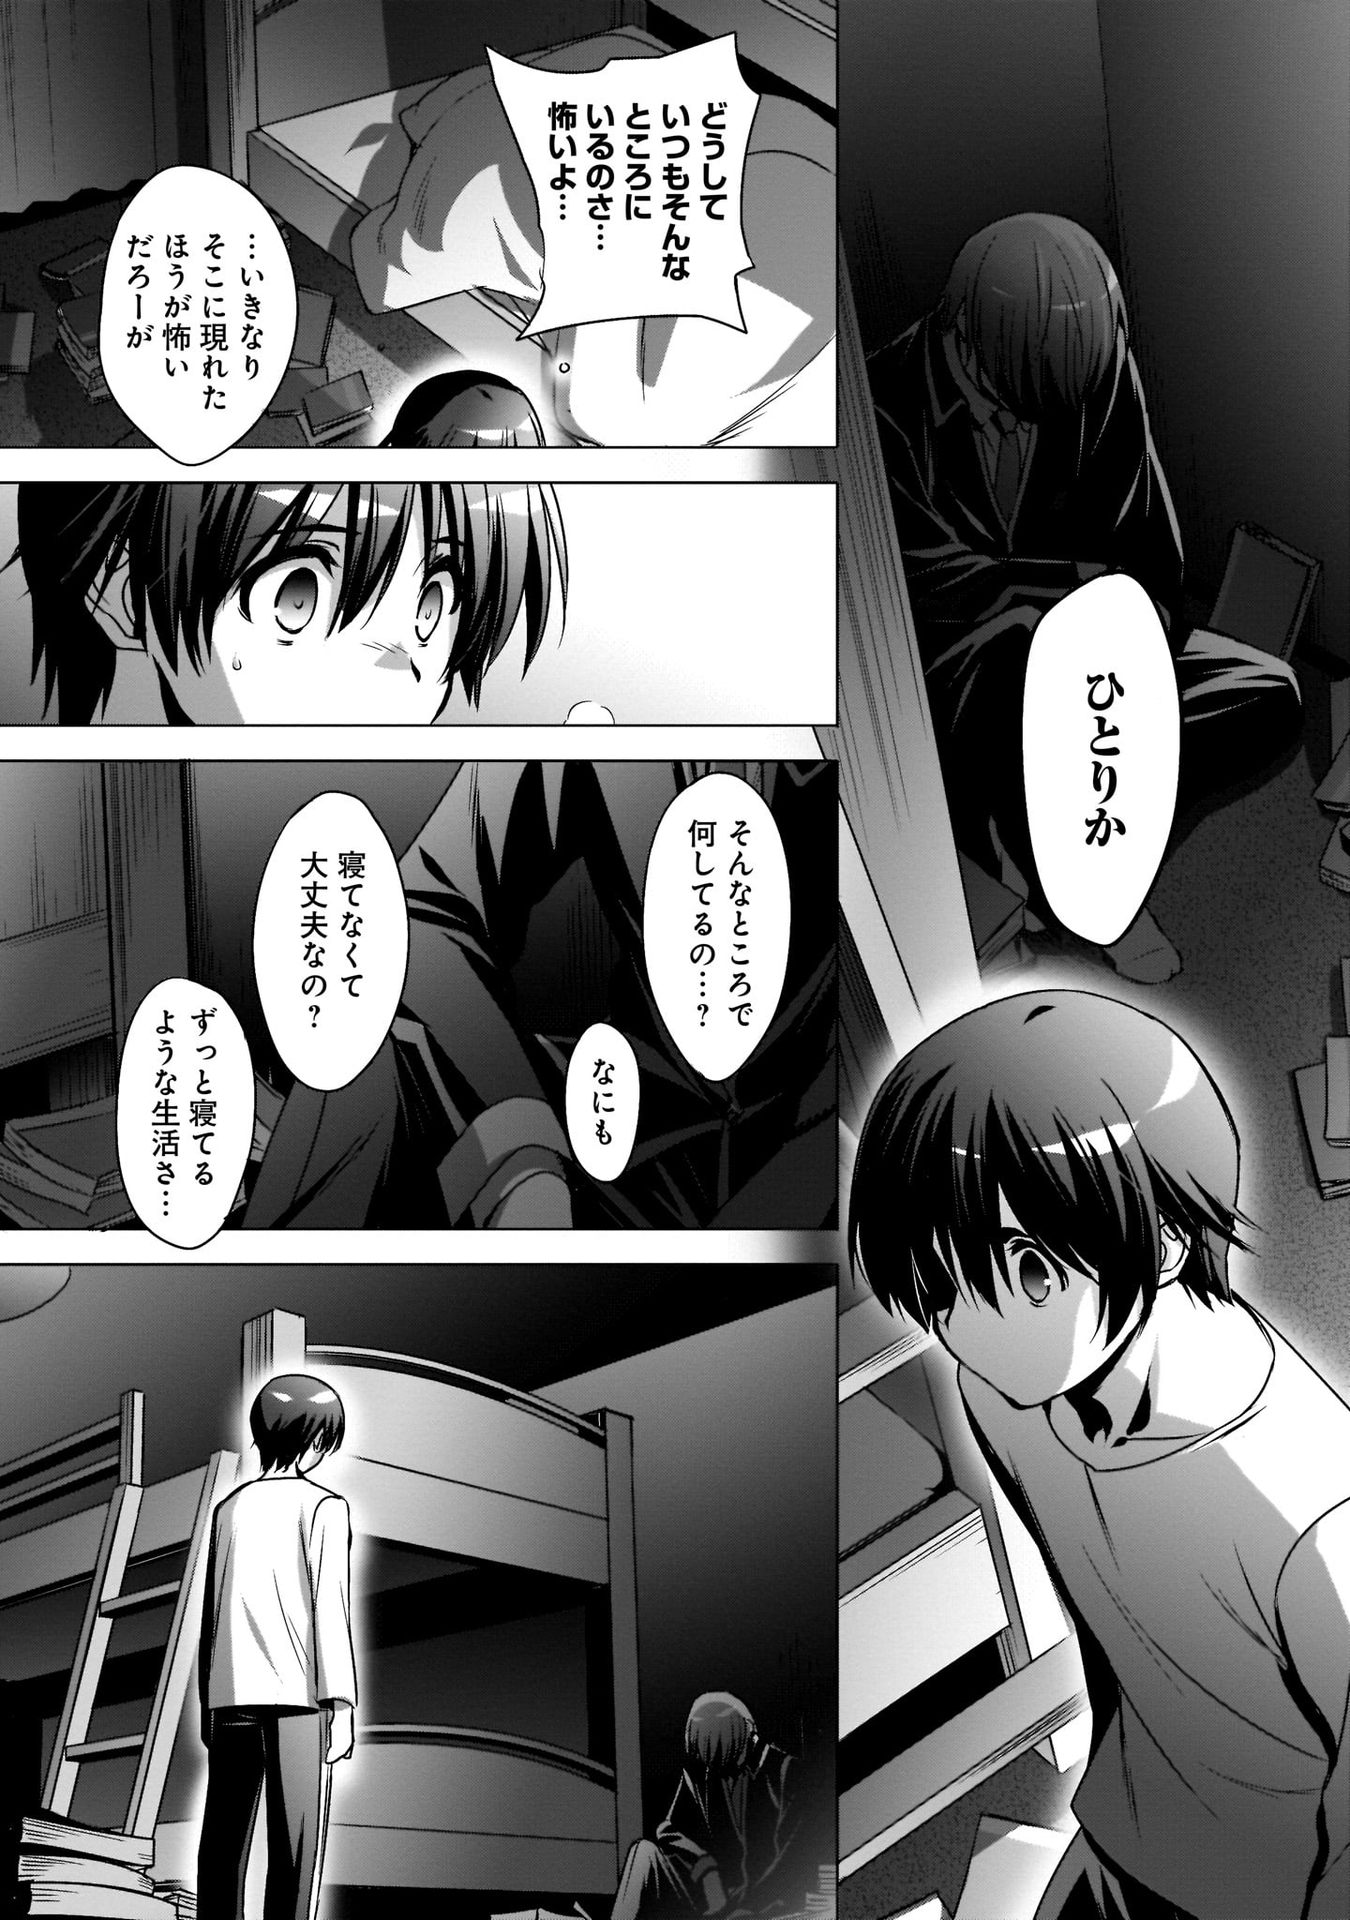 ひとりか
どうして
いつもそんな
ところに
いるのさ…
怖いよ…
…いきなり
そこに現れた
ほうが怖い
だろーが
そんなところで
何してるの…?
なにも
寝てなくて
大丈夫なの?
ずっと寝てる
ような生活さ…